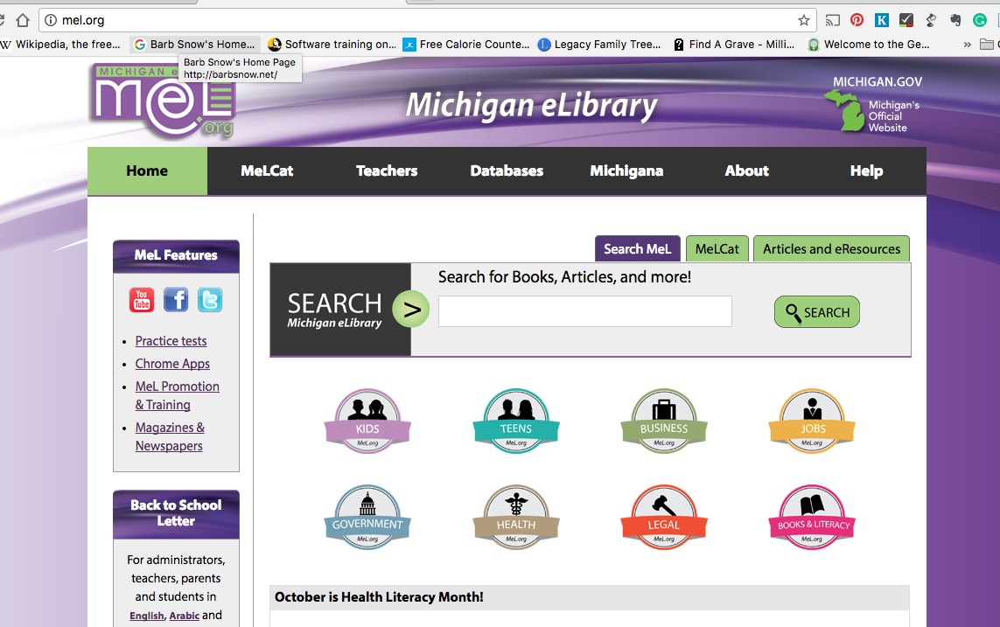 mel.org
Wikipedia, the free...
Barb Snow's Home...
Software training on...
Free Calorie Counte...
Legacy Family Tree...
Find A Grave - Milli...
Welcome to the Ge...
»
Barb Snow's Home Page
http://barbsnow.net/
MICHIGAN e
meL
.org
Michigan eLibrary
MICHIGAN.GOV
Michigan's
Official
Website
Home
MeLCat
Teachers
Databases
Michigana
About
Help
MeL Features
You
Tube
Practice tests
Chrome Apps
MeL Promotion
& Training
Magazines &
Newspapers
Back to School
Letter
For administrators,
teachers, parents
and students in
English, Arabic and
Search MeL
MeLCat
Articles and eResources
SEARCH
Michigan eLibrary
>
Search for Books, Articles, and more!
SEARCH
KIDS
MeL.org
TEENS
MeL.org
BUSINESS
MeL.org
JOBS
MeL.org
GOVERNMENT
MeL.org
HEALTH
MeL.org
LEGAL
MeL.org
BOOKS & LITERACY
MeL.org
October is Health Literacy Month!